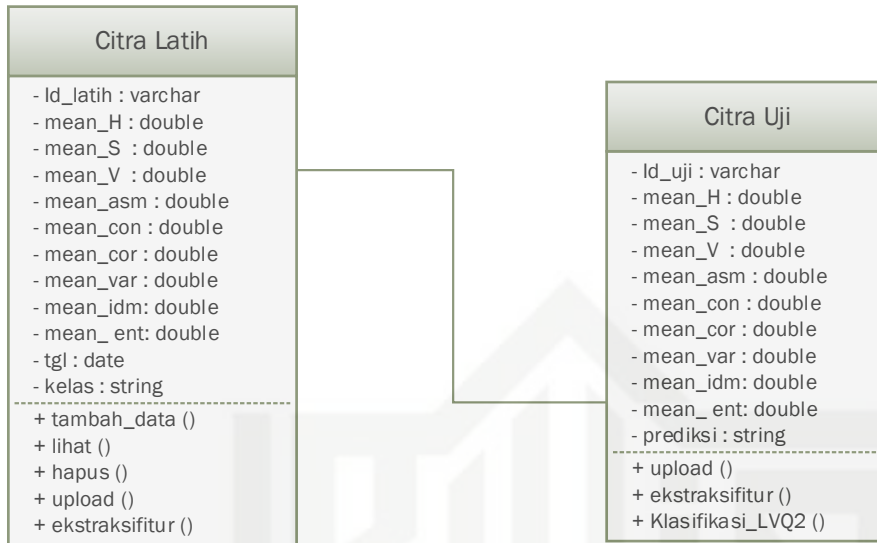 Citra Latih
- Id_latih : varchar
- mean_H : double
- mean_S : double
- mean_V : double
- mean_asm : double
- mean_con : double
- mean_cor : double
- mean_var : double
- mean_idm: double
- mean_ ent: double
- tgl : date
- kelas : string
+ tambah_data ()
+ lihat ()
+ hapus ()
+ upload ()
+ ekstraksifitur ()
Citra Uji
- Id_uji : varchar
- mean_H : double
- mean_S : double
- mean_V : double
- mean_asm : double
- mean_con : double
- mean_cor : double
- mean_var : double
- mean_idm: double
- mean_ ent: double
- prediksi : string
+ upload ()
+ ekstraksifitur ()
+ Klasifikasi_LVQ2 ()